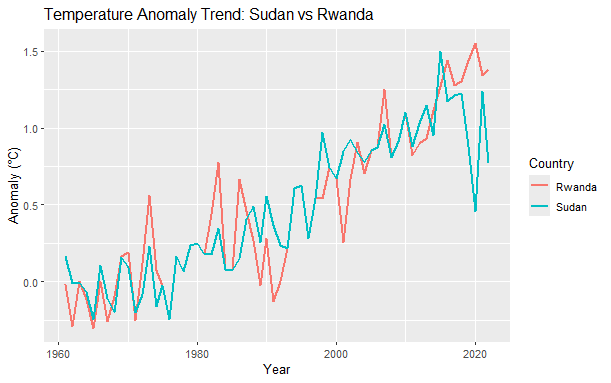 Temperature Anomaly Trend: Sudan vs Rwanda
1.5
1.0
0.5
0.0
Anomaly (°C)
1960
1980
2000
2020
Year
Country
Rwanda
Sudan